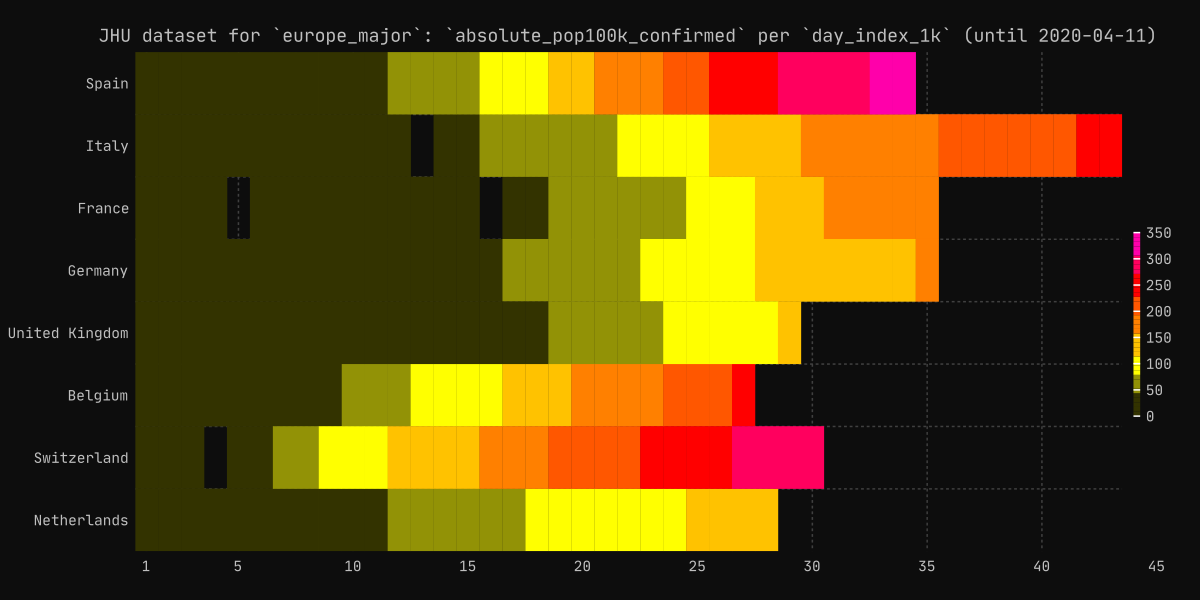 JHU dataset for `europe_major`: `absolute_pop100k_confirmed` per `day_index_1k` (until 2020-04-11)
Spain
Italy
France
Germany
United Kingdom
Belgium
Switzerland
Netherlands
350
300
250
200
150
100
50
0
1 5 10 15 20 25 30 35 40 45